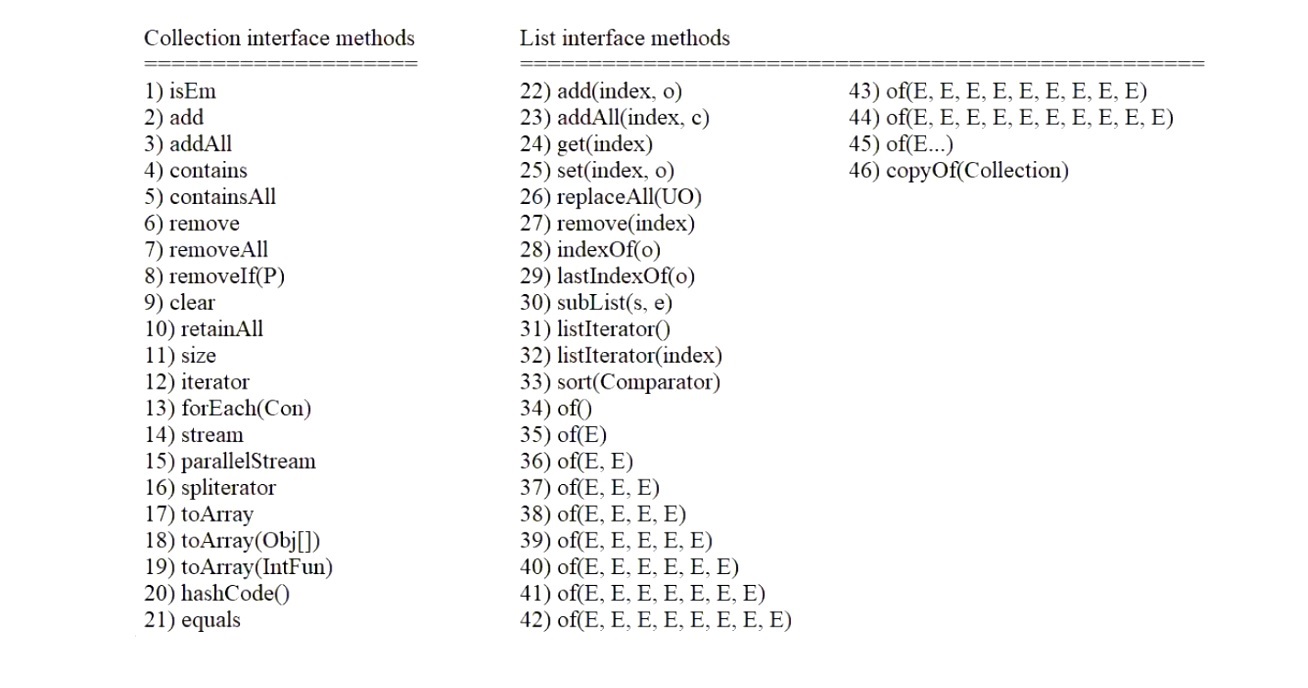 Collection interface methods
====================
1) isEm
2) add
3) addAll
4) contains
5) containsAll
6) remove
7) removeAll
8) removeIf(P)
9) clear
10) retainAll
11) size
12) iterator
13) forEach(Con)
14) stream
15) parallelStream
16) spliterator
17) toArray
18) toArray(Obj[])
19) toArray(IntFun)
20) hashCode()
21) equals
List interface methods
==================================================
22) add(index, o)
23) addAll(index, c)
24) get(index)
25) set(index, o)
26) replaceAll(UO)
27) remove(index)
28) indexOf(o)
29) lastIndexOf(o)
30) subList(s, e)
31) listIterator()
32) listIterator(index)
33) sort(Comparator)
34) of()
35) of(E)
36) of(E, E)
37) of(E, E, E)
38) of(E, E, E, E)
39) of(E, E, E, E, E)
40) of(E, E, E, E, E, E)
41) of(E, E, E, E, E, E, E)
42) of(E, E, E, E, E, E, E, E)
43) of(E, E, E, E, E, E, E, E, E)
44) of(E, E, E, E, E, E, E, E, E, E)
45) of(E...)
46) copyOf(Collection)